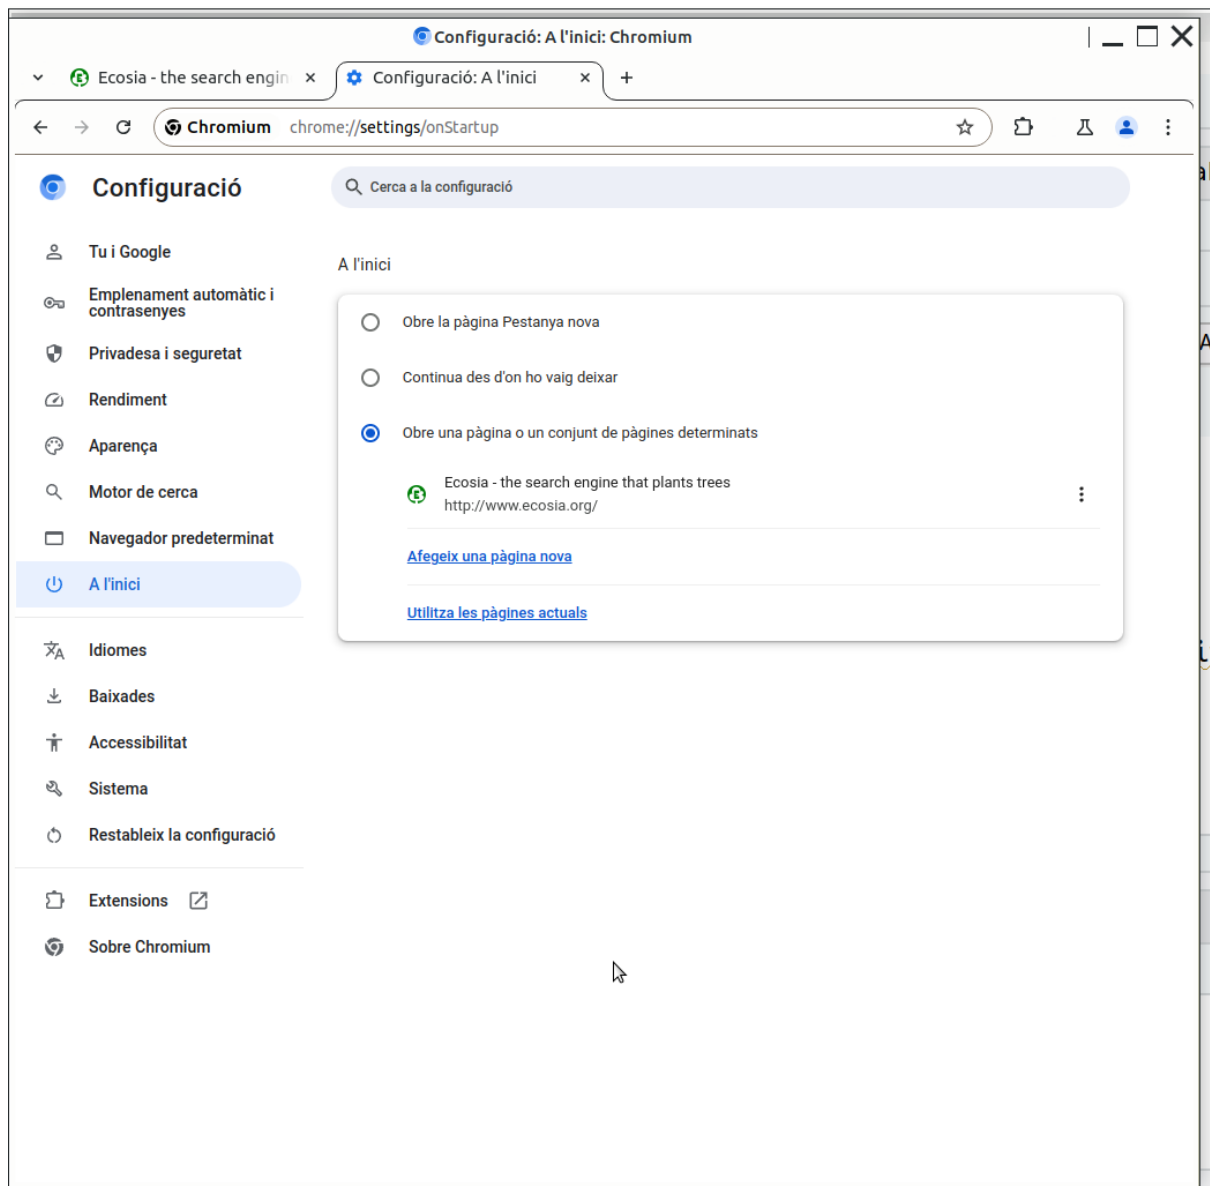 Configuració: A l'inici: Chromium
Ecosia - the search engin
Configuració: A l'inici
Chromium chrome://settings/onStartup
Configuració
Cerca a la configuració
Tu i Google
Emplenament automàtic i
contrasenyes
Privadesa i seguretat
Rendiment
Aparença
Motor de cerca
Navegador predeterminat
A l'inici
Idiomes
Baixades
Accessibilitat
Sistema
Restableix la configuració
Extensions
Sobre Chromium
A l'inici
Obre la pàgina Pestanya nova
Continua des d'on ho vaig deixar
Obre una pàgina o un conjunt de pàgines determinats
Ecosia - the search engine that plants trees
http://www.ecosia.org/
Afegeix una pàgina nova
Utilitza les pàgines actuals